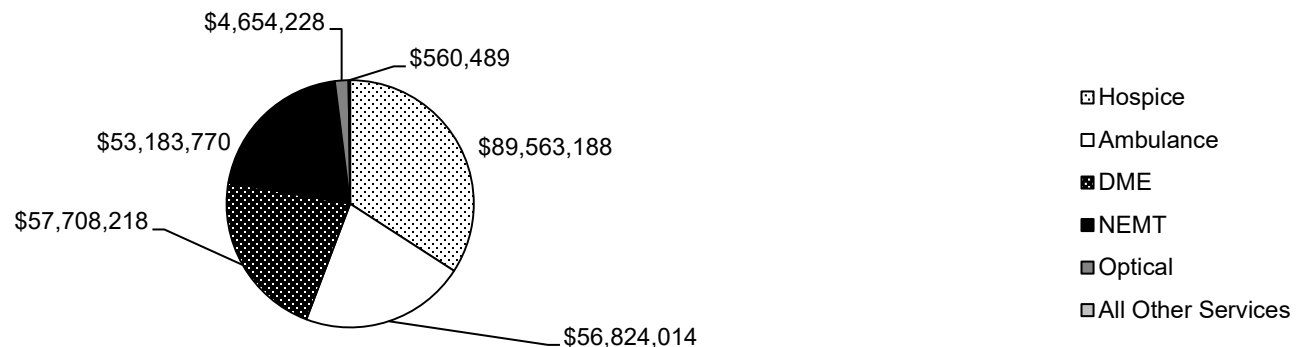 $4,654,228
$560,489
$53,183,770
$89,563,188
$57,708,218
$56,824,014
Hospice
Ambulance
DME
NEMT
Optical
All Other Services